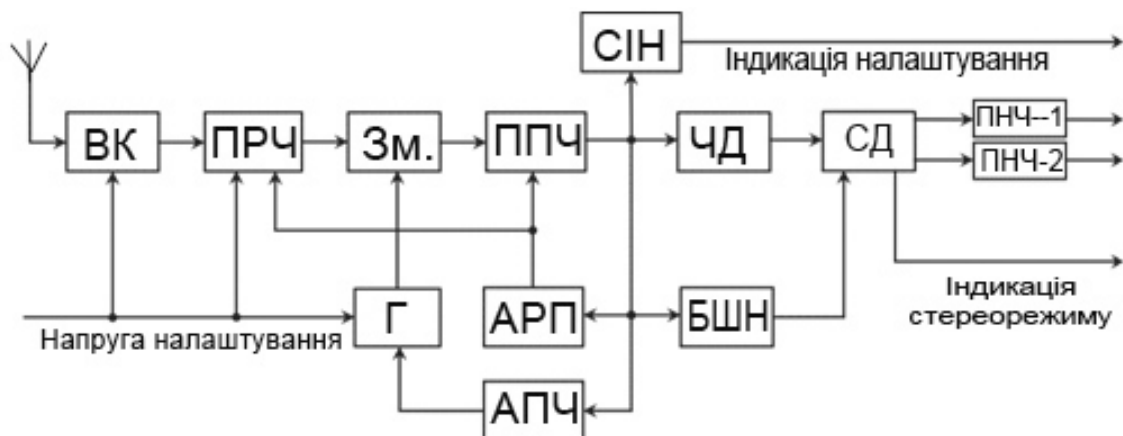 СІН
Індикація налаштування
ВК
ПРЧ
Зм.
ППЧ
ЧД
СД
ПНЧ--1
ПНЧ-2
Напруга налаштування
Г
АРП
БШН
Індикація
стереорежиму
АПЧ